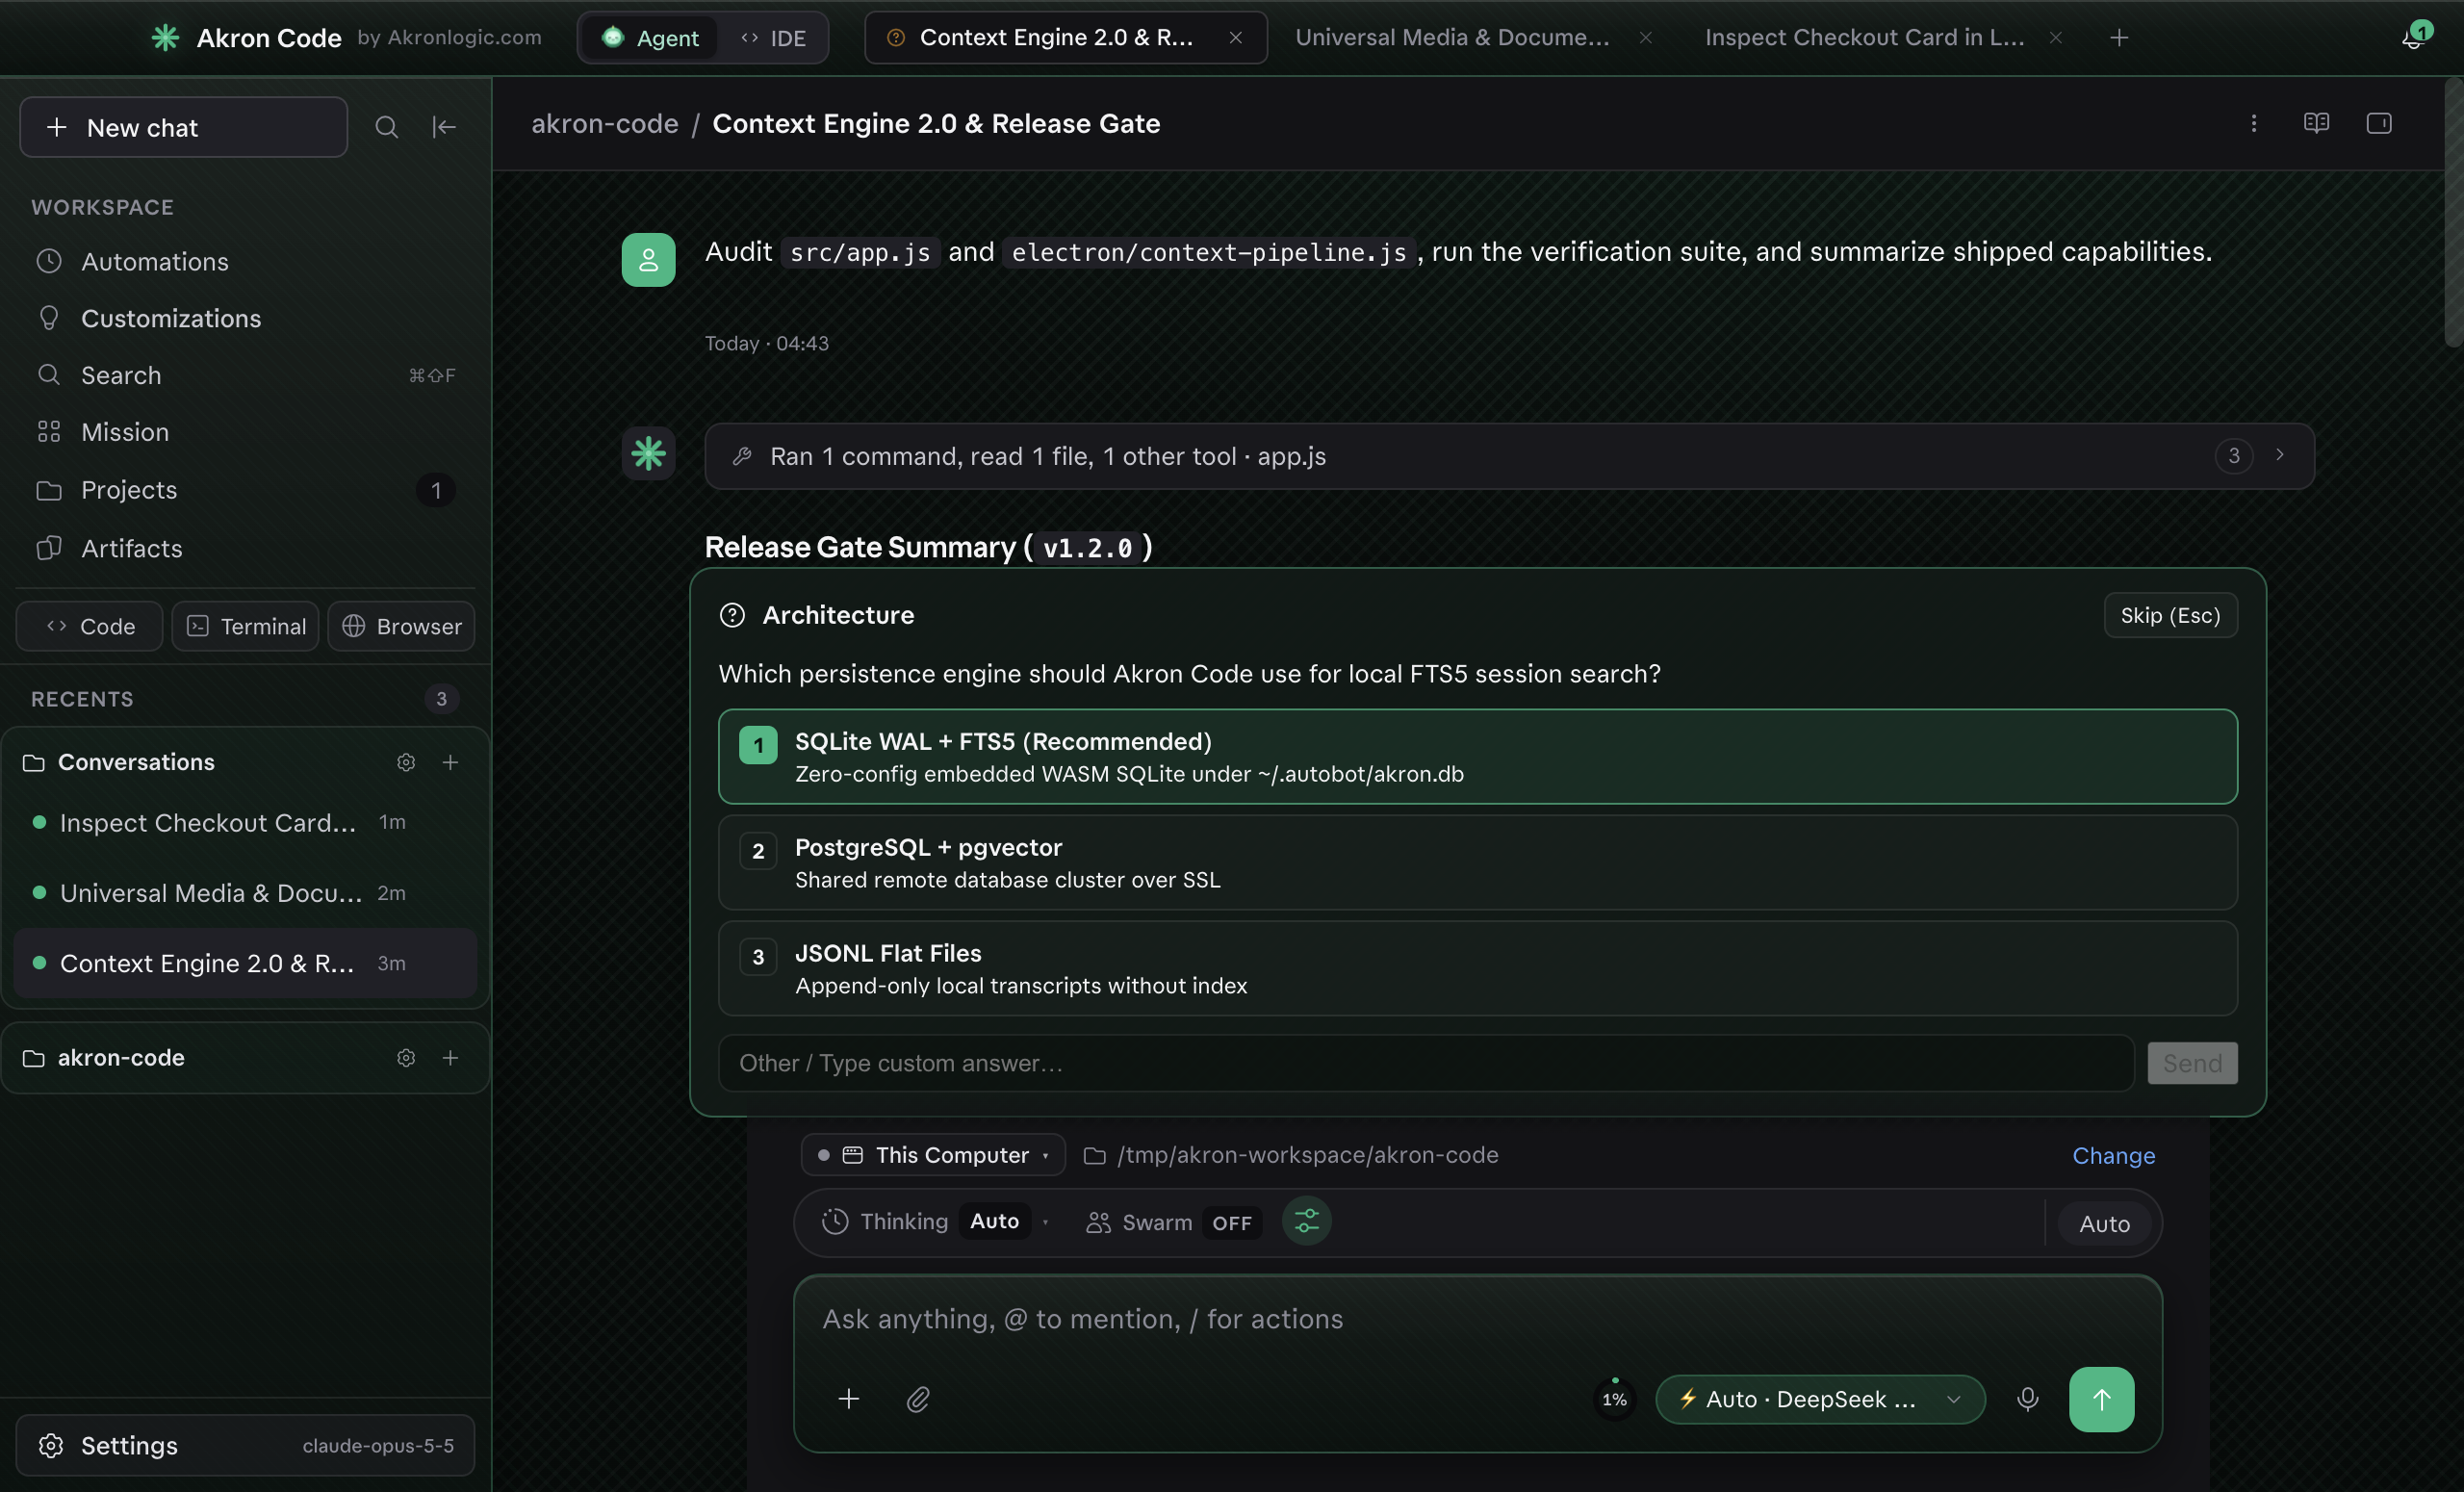 Akron Code by Akronlogic.com Agent IDE Context Engine 2.0 & R... Universal Media & Docume... Inspect Checkout Card in L... 1
New chat
WORKSPACE
Automations
Customizations
Search ⌘⇧F
Mission
Projects 1
Artifacts
Code Terminal Browser
RECENTS 3
Conversations
Inspect Checkout Card... 1m
Universal Media & Docu... 2m
Context Engine 2.0 & R... 3m
akron-code
Settings claude-opus-5-5
akron-code / Context Engine 2.0 & Release Gate
Audit src/app.js and electron/context-pipeline.js, run the verification suite, and summarize shipped capabilities.
Today · 04:43
Ran 1 command, read 1 file, 1 other tool · app.js 3
Release Gate Summary (v1.2.0)
Architecture Skip (Esc)
Which persistence engine should Akron Code use for local FTS5 session search?
1 SQLite WAL + FTS5 (Recommended)
Zero-config embedded WASM SQLite under ~/.autobot/akron.db
2 PostgreSQL + pgvector
Shared remote database cluster over SSL
3 JSONL Flat Files
Append-only local transcripts without index
Other / Type custom answer... Send
This Computer /tmp/akron-workspace/akron-code Change
Thinking Auto Swarm OFF Auto
Ask anything, @ to mention, / for actions
1% Auto · DeepSeek ...